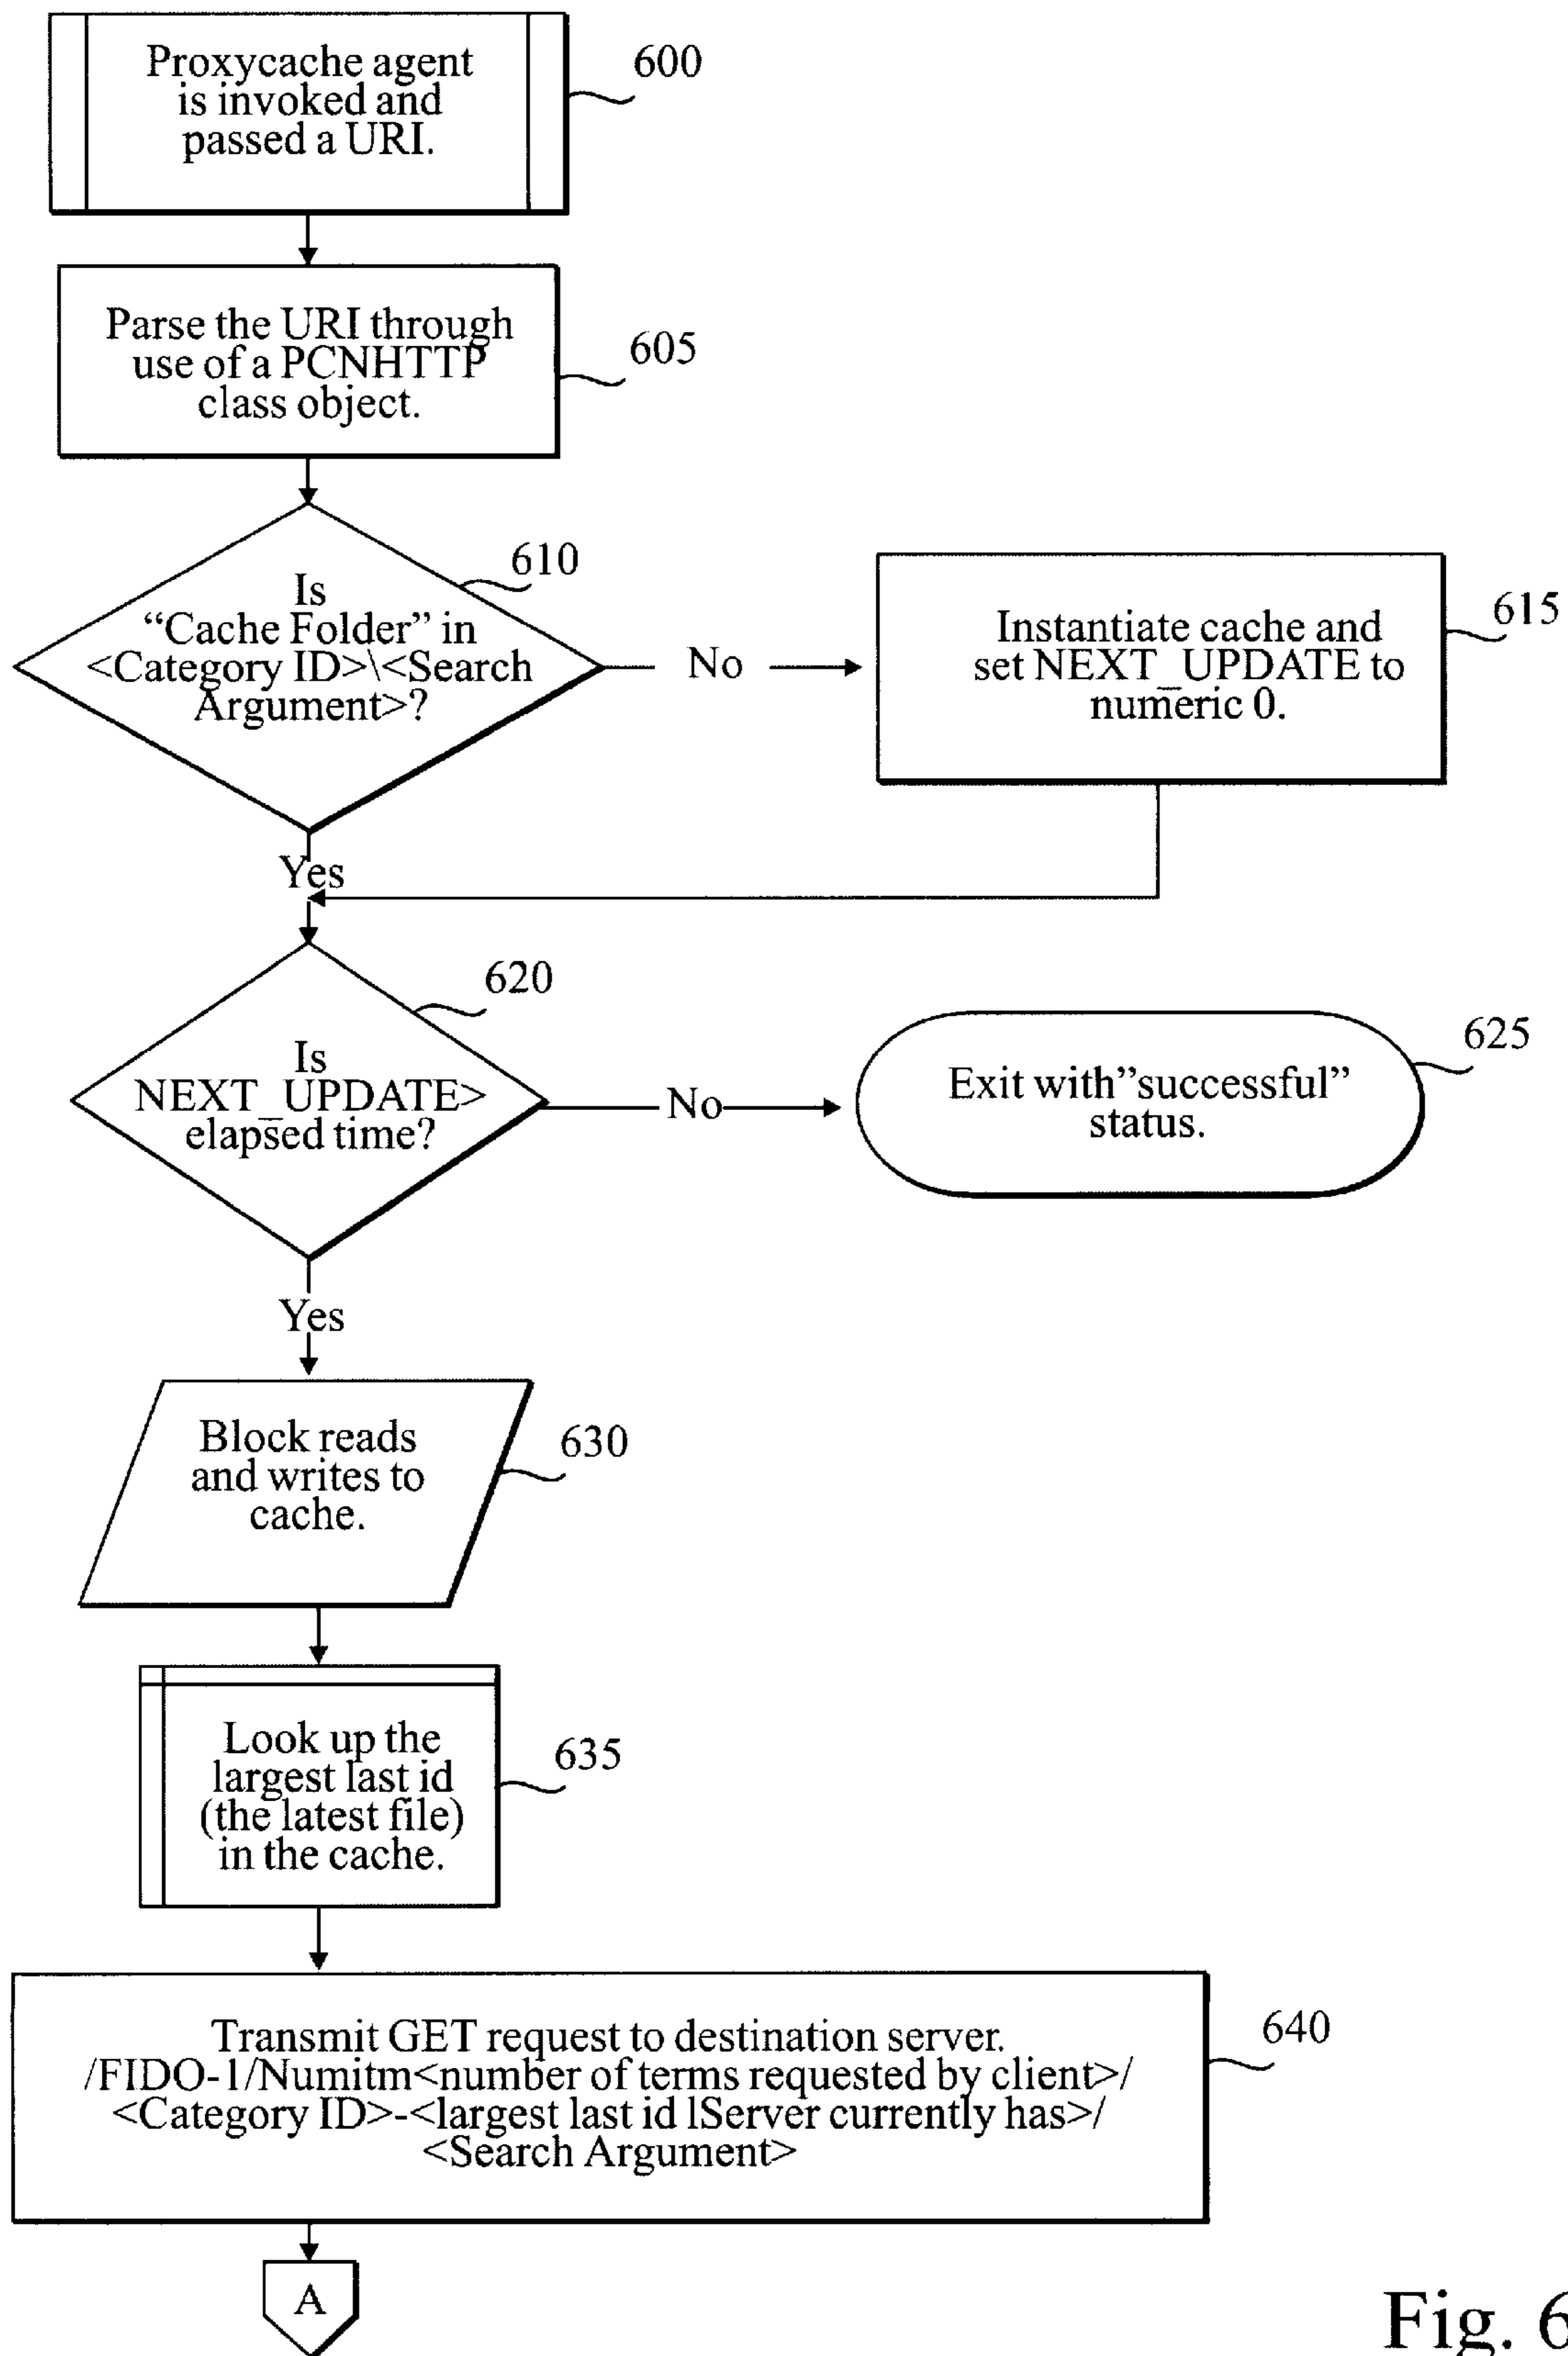 Proxycache agent
is invoked and
passed a URI.
600
Parse the URI through
use of a PCNHTTP
class object.
605
610
Is
“Cache Folder” in
<Category ID>\<Search
Argument>?
No
615
Instantiate cache and
set NEXT_UPDATE to
numeric 0.
Yes
620
Is
NEXT_UPDATE>
elapsed time?
No
625
Exit with”successful”
status.
Yes
Block reads
and writes to
cache.
630
Look up the
largest last id
(the latest file)
in the cache.
635
Transmit GET request to destination server.
/FIDO-1/Numitm<number of terms requested by client>/
<Category ID>-<largest last id lServer currently has>/
<Search Argument>
640
A
Fig. 6